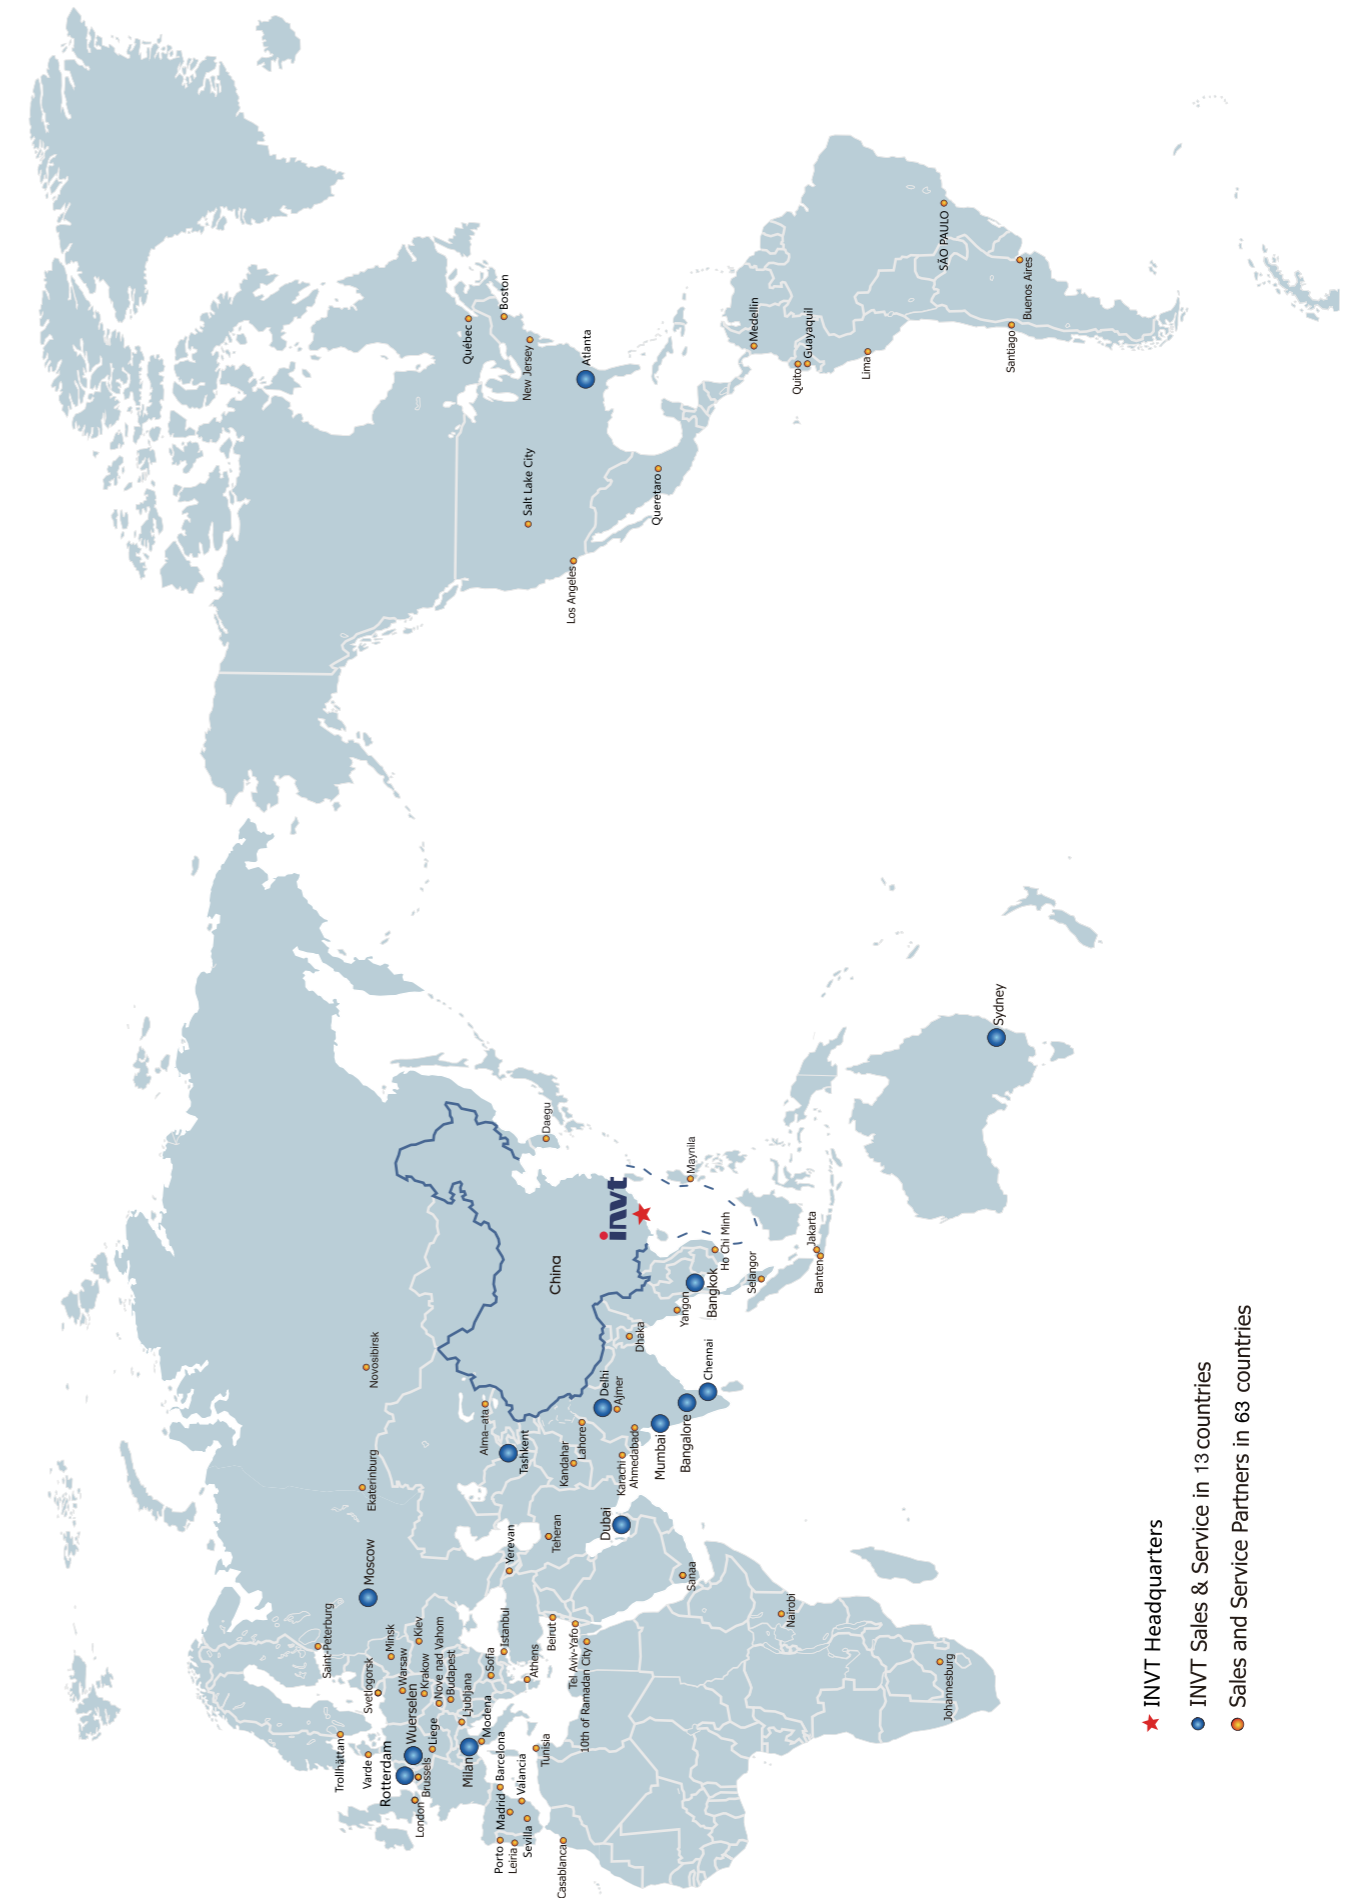 Trollhättan
Saint-Peterburg
Varde
Svetlogorsk
Moscow
Ekaterinburg
Novosibirsk
Rotterdam
Minsk
Warsaw
Wuerselen
London
Brussels
Liege
Krakow
Kiev
Nove nad Vahom
Budapest
Ljubljana
Milan
Modena
Sofia
Istanbul
Yerevan
Alma-ata
Tashkent
Porto
Madrid
Barcelona
Leiria
Sevilla
Valancia
Athens
Tunisia
Casablanca
Beirut
Tel Aviv-Yafo
10th of Ramadan City
Teheran
Kandahar
Lahore
Delhi
Ajmer
Dubai
Karachi
Ahmedabad
Mumbai
Bangalore
Chennai
Dhaka
Yangon
Bangkok
Ho Chi Minh
Selangor
Banten
Jakarta
Maynila
China
invt
Daegu
Sanaa
Nairobi
Johannesburg
Sydney
Québec
Boston
New Jersey
Atlanta
Salt Lake City
Los Angeles
Queretaro
Medellin
Quito
Guayaquil
Lima
SÃO PAULO
Santiago
Buenos Aires
INVT Headquarters
INVT Sales & Service in 13 countries
Sales and Service Partners in 63 countries